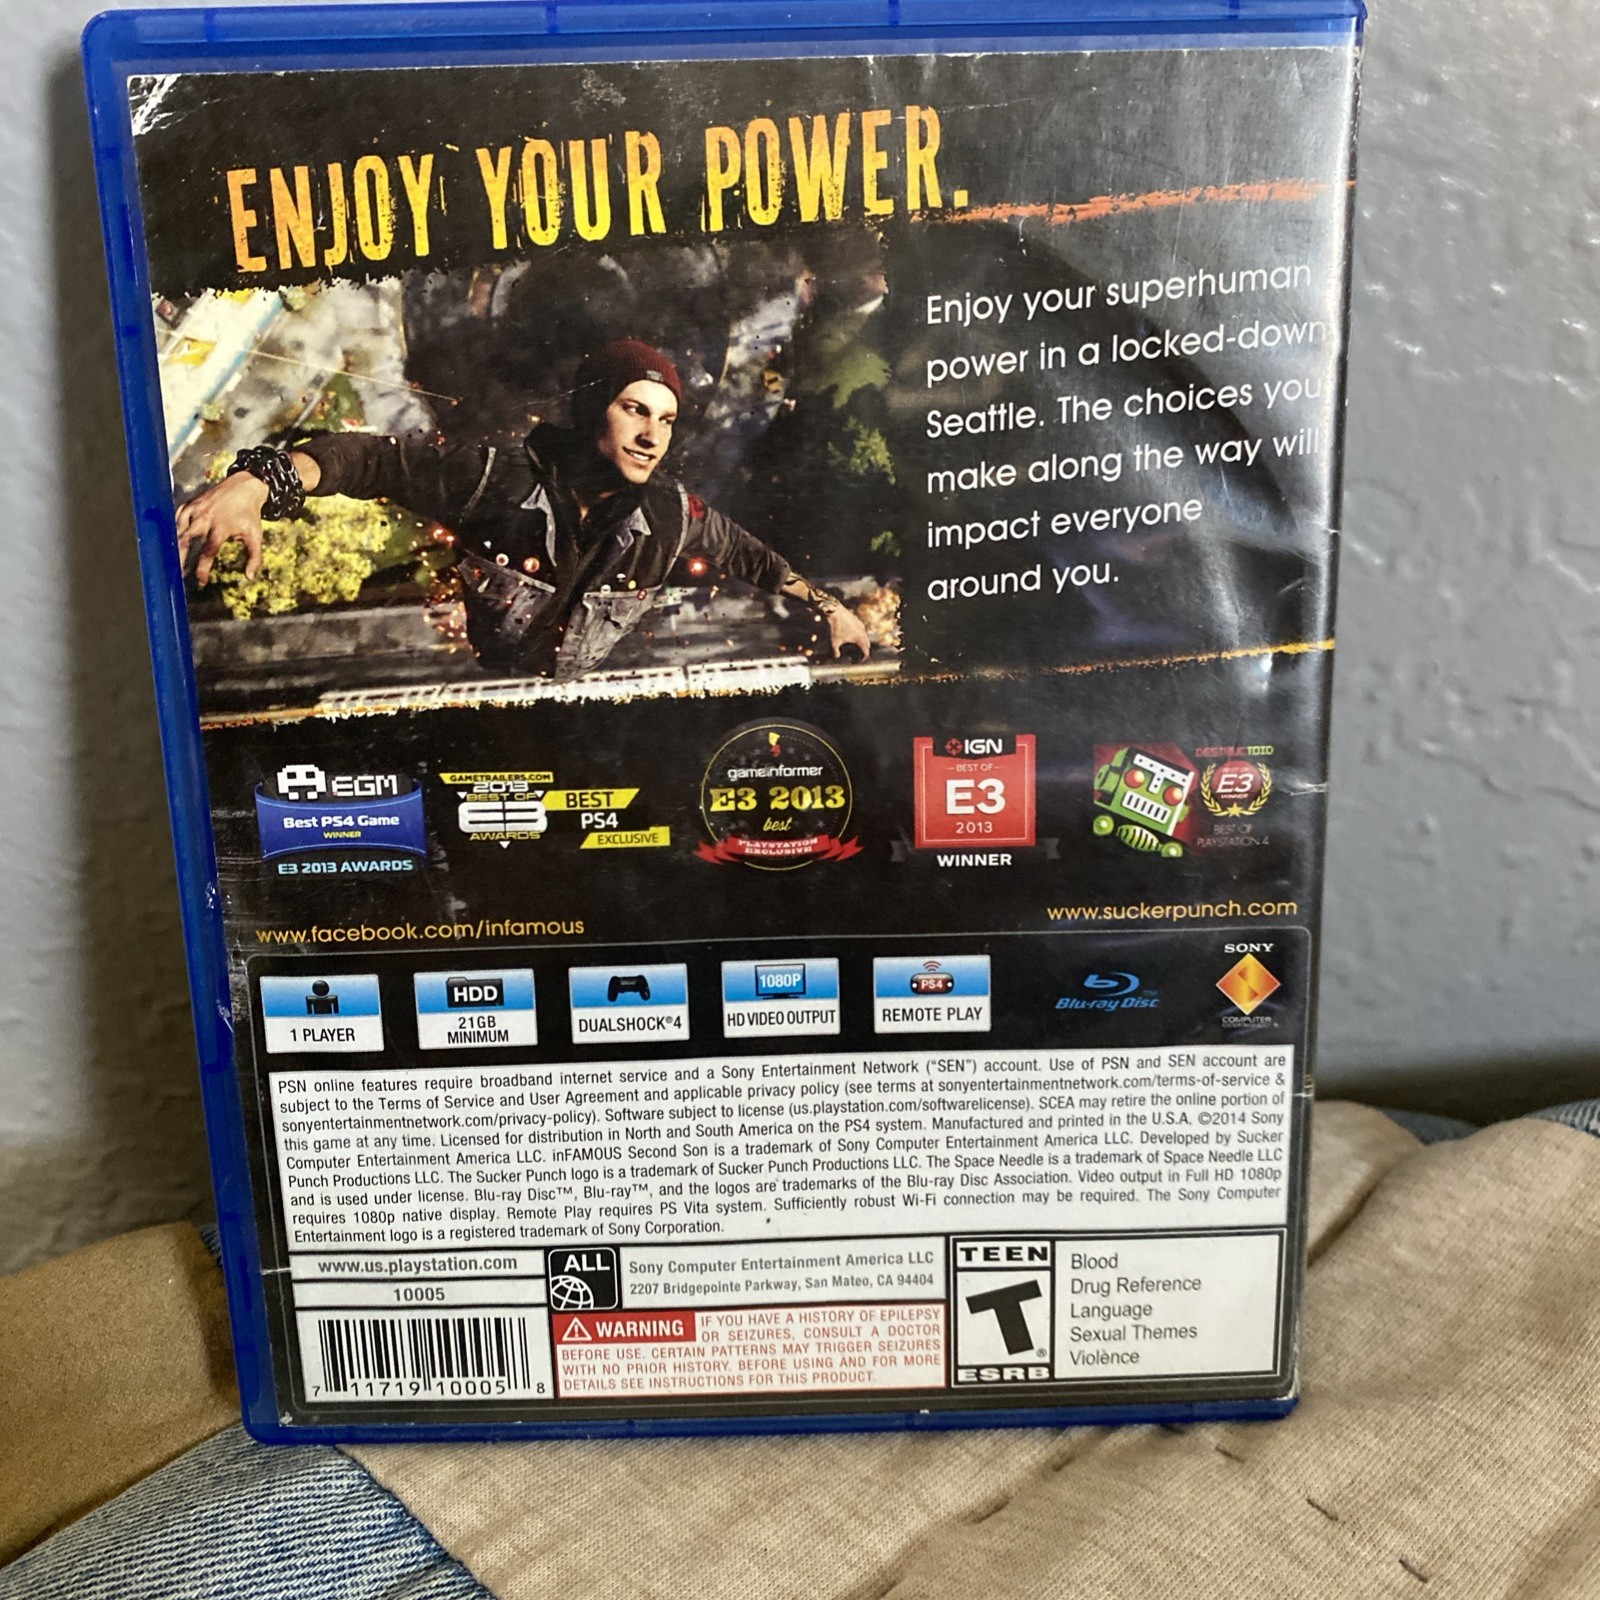 ENJOY YOUR POWER.
Enjoy your superhuman
power in a locked-down
Seattle. The choices you
make along the way will
impact everyone
around you.
EGM
Best PS4 Game
WINNER
E3 2013 AWARDS
GAMETRAILERS.COM
2013
BEST OF
E3
AWARDS
BEST
PS4
EXCLUSIVE
gameinformer
E3 2013
best
PLAYSTATION
EXCLUSIVE
IGN
BEST OF
E3
2013
WINNER
DESTRUCTOID
BEST OF
E3
WINNER
BEST OF
PLAYSTATION 4
www.facebook.com/infamous
www.suckerpunch.com
1 PLAYER
HDD
21GB
MINIMUM
DUALSHOCK®4
1080P
HD VIDEO OUTPUT
PS4
REMOTE PLAY
Blu-ray Disc™
SONY
COMPUTER
ENTERTAINMENT®
PSN online features require broadband internet service and a Sony Entertainment Network (“SEN”) account. Use of PSN and SEN account are
subject to the Terms of Service and User Agreement and applicable privacy policy (see terms at sonyentertainmentnetwork.com/terms-of-service &
sonyentertainmentnetwork.com/privacy-policy). Software subject to license (us.playstation.com/softwarelicense). SCEA may retire the online portion of
this game at any time. Licensed for distribution in North and South America on the PS4 system. Manufactured and printed in the U.S.A. ©2014 Sony
Computer Entertainment America LLC. inFAMOUS Second Son is a trademark of Sony Computer Entertainment America LLC. Developed by Sucker
Punch Productions LLC. The Sucker Punch logo is a trademark of Sucker Punch Productions LLC. The Space Needle is a trademark of Space Needle LLC
and is used under license. Blu-ray Disc™, Blu-ray™, and the logos are trademarks of the Blu-ray Disc Association. Video output in Full HD 1080p
requires 1080p native display. Remote Play requires PS Vita system. Sufficiently robust Wi-Fi connection may be required. The Sony Computer
Entertainment logo is a registered trademark of Sony Corporation.
www.us.playstation.com
10005
7 11719 10005 8
ALL
Sony Computer Entertainment America LLC
2207 Bridgepointe Parkway, San Mateo, CA 94404
WARNING IF YOU HAVE A HISTORY OF EPILEPSY
OR SEIZURES, CONSULT A DOCTOR
BEFORE USE. CERTAIN PATTERNS MAY TRIGGER SEIZURES
WITH NO PRIOR HISTORY. BEFORE USING AND FOR MORE
DETAILS SEE INSTRUCTIONS FOR THIS PRODUCT.
TEEN
T
ESRB
Blood
Drug Reference
Language
Sexual Themes
Violence